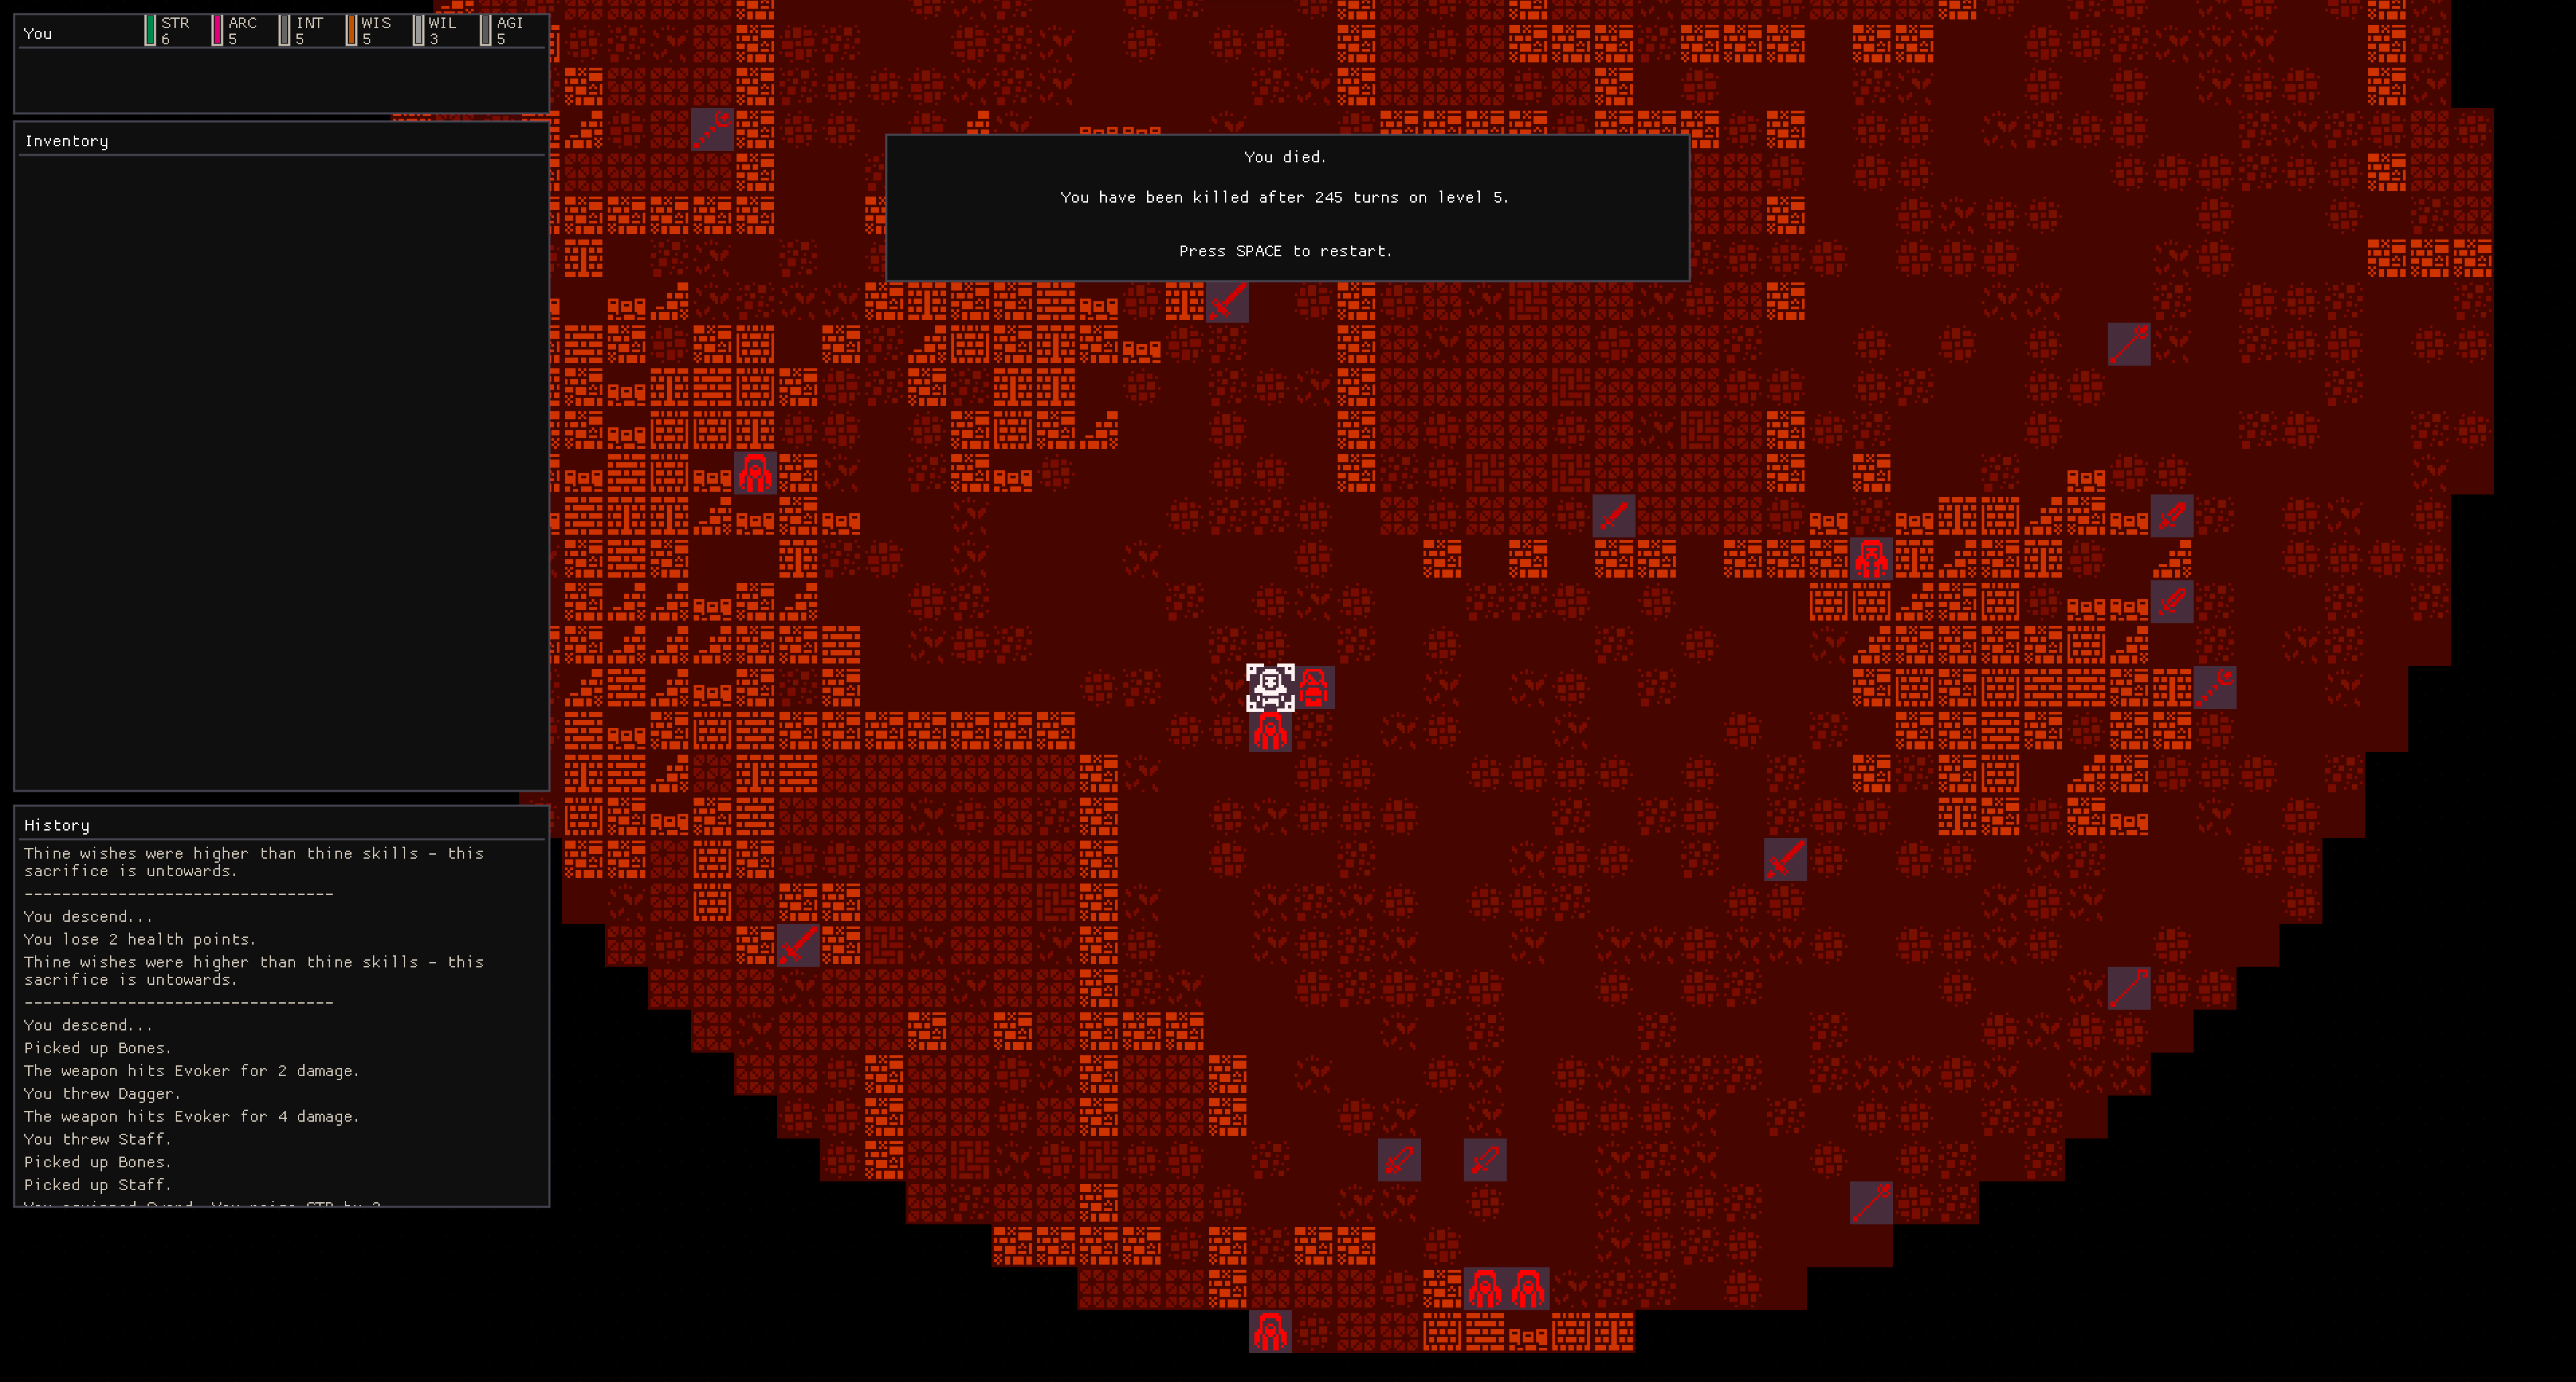 You
STR ARC INT WIS WIL AGI
6 5 5 5 3 5
Inventory
You died.
You have been killed after 245 turns on level 5.
Press SPACE to restart.
History
Thine wishes were higher than thine skills - this
sacrifice is untowards.
---------------------------------
You descend...
You lose 2 health points.
Thine wishes were higher than thine skills - this
sacrifice is untowards.
---------------------------------
You descend...
Picked up Bones.
The weapon hits Evoker for 2 damage.
You threw Dagger.
The weapon hits Evoker for 4 damage.
You threw Staff.
Picked up Bones.
Picked up Staff.